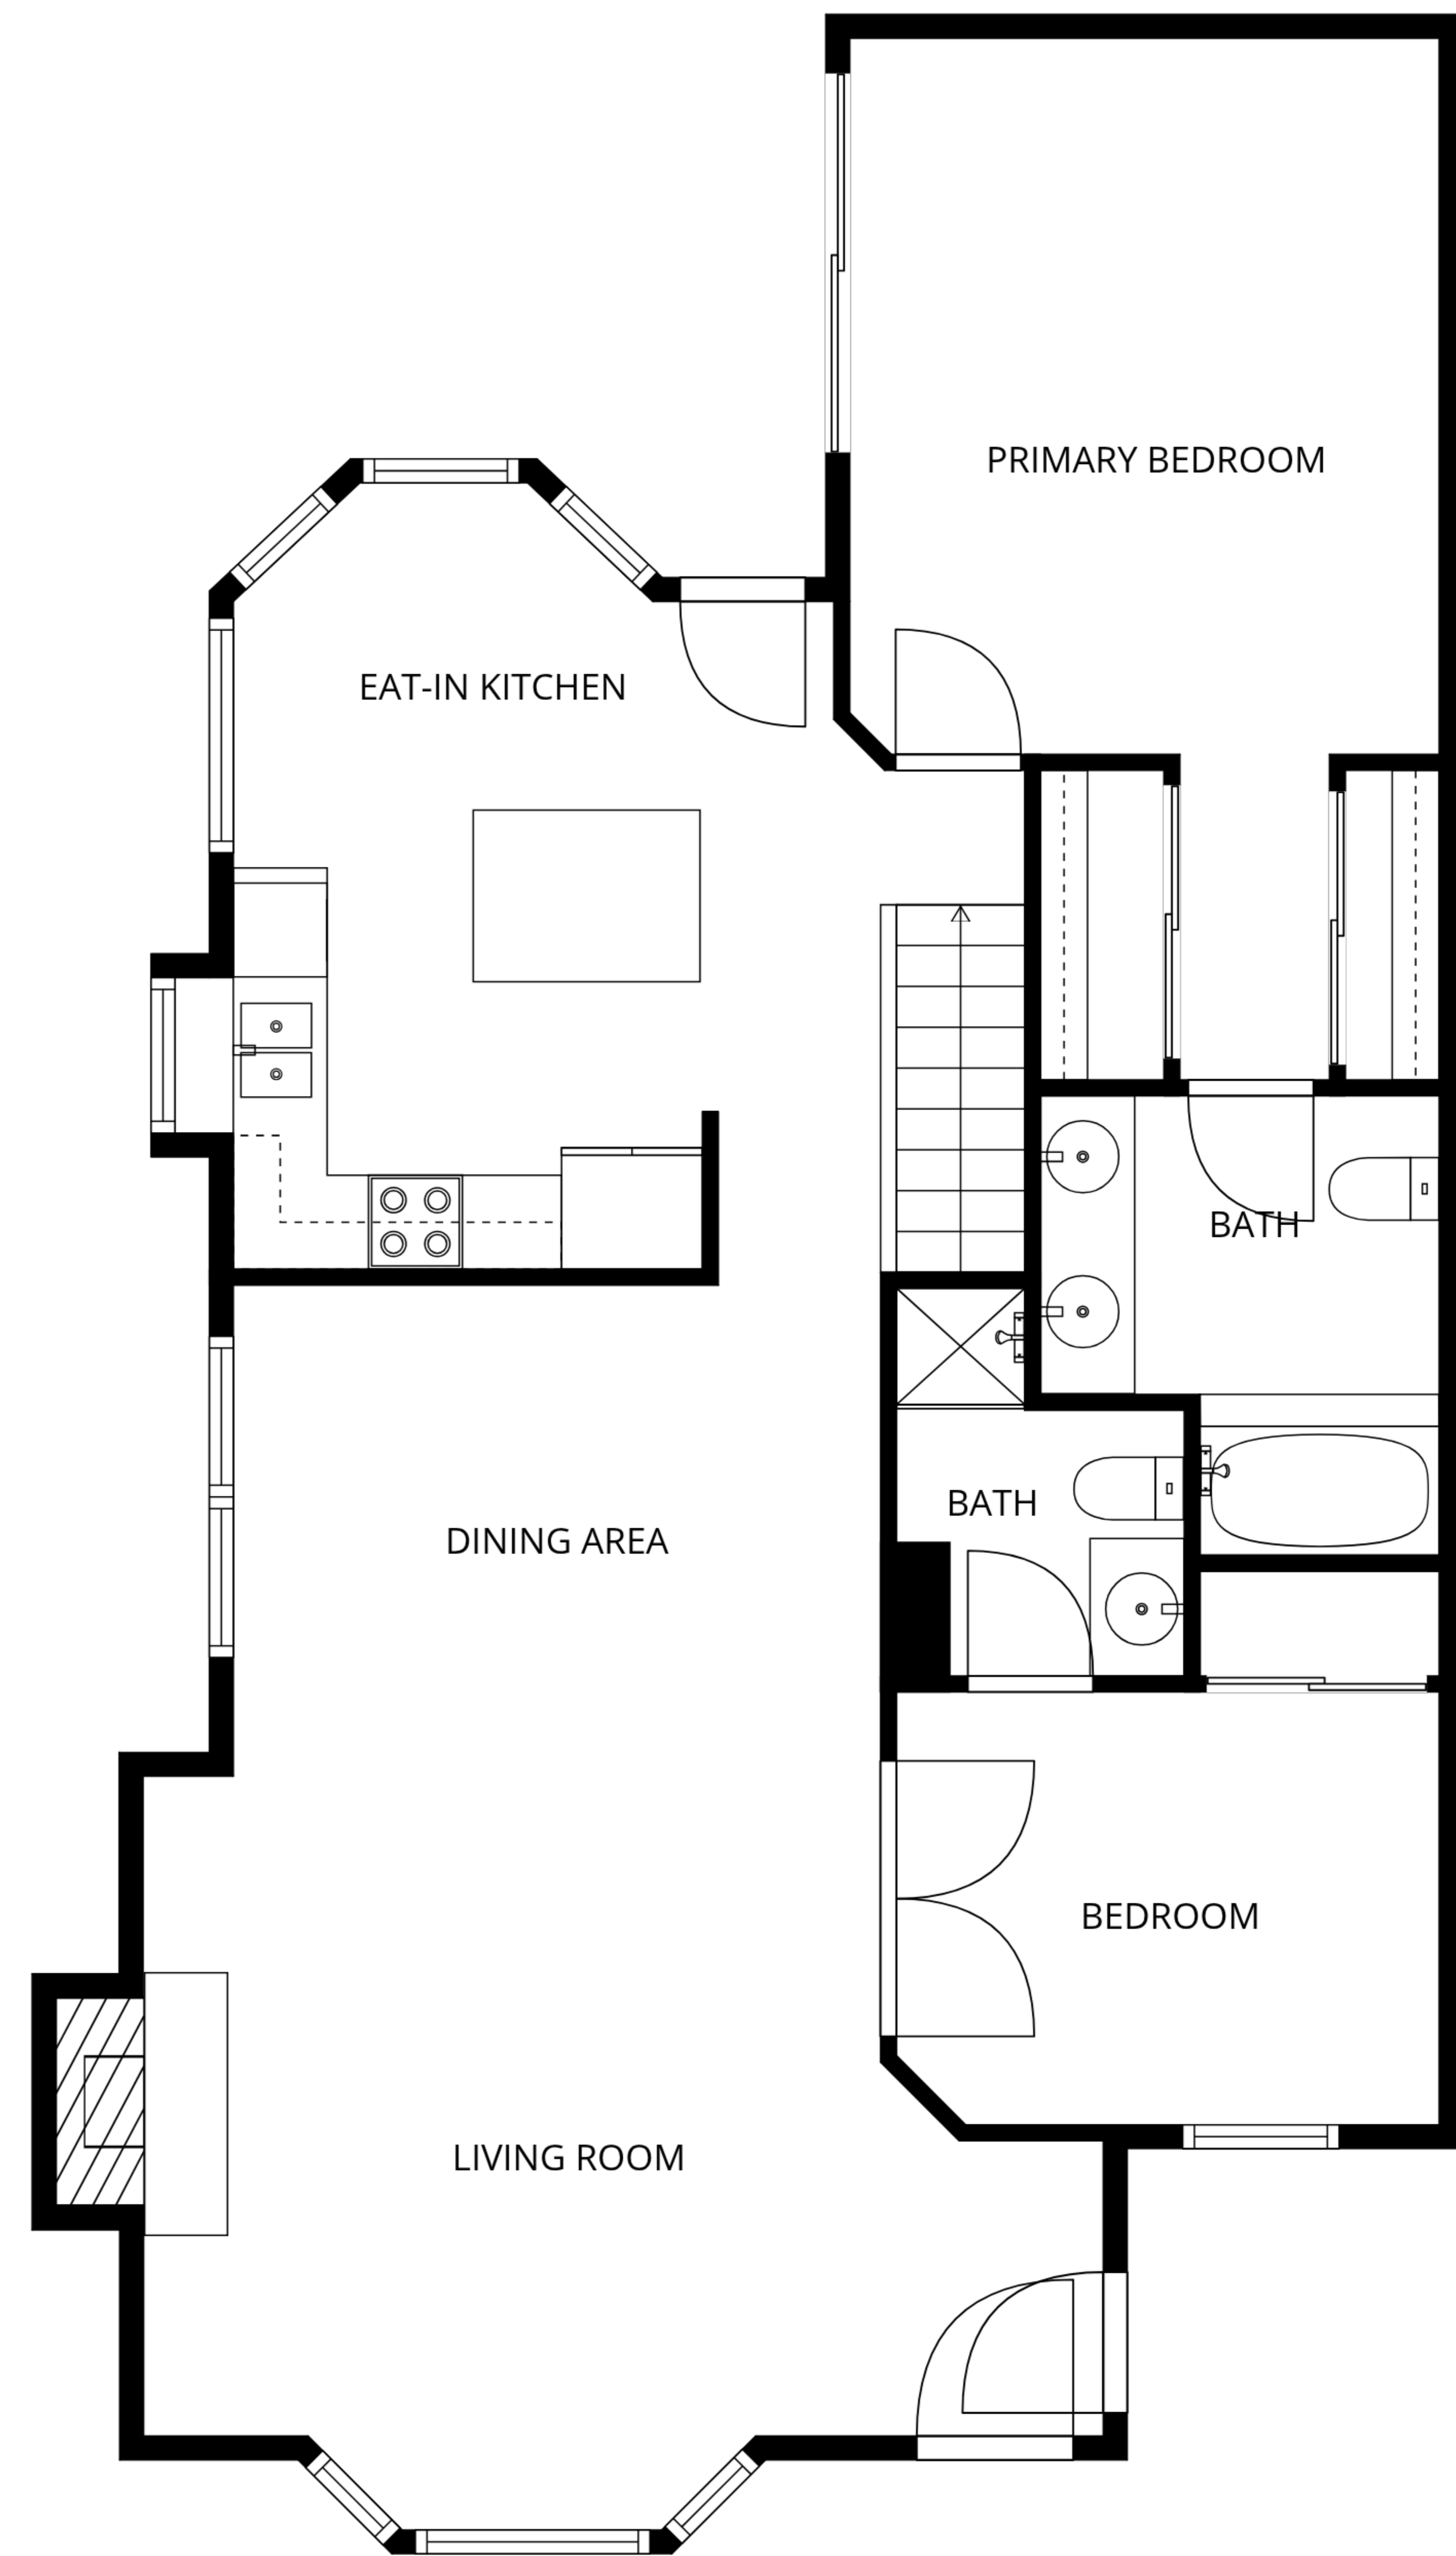 PRIMARY BEDROOM
EAT-IN KITCHEN
BATH
BATH
DINING AREA
BEDROOM
LIVING ROOM